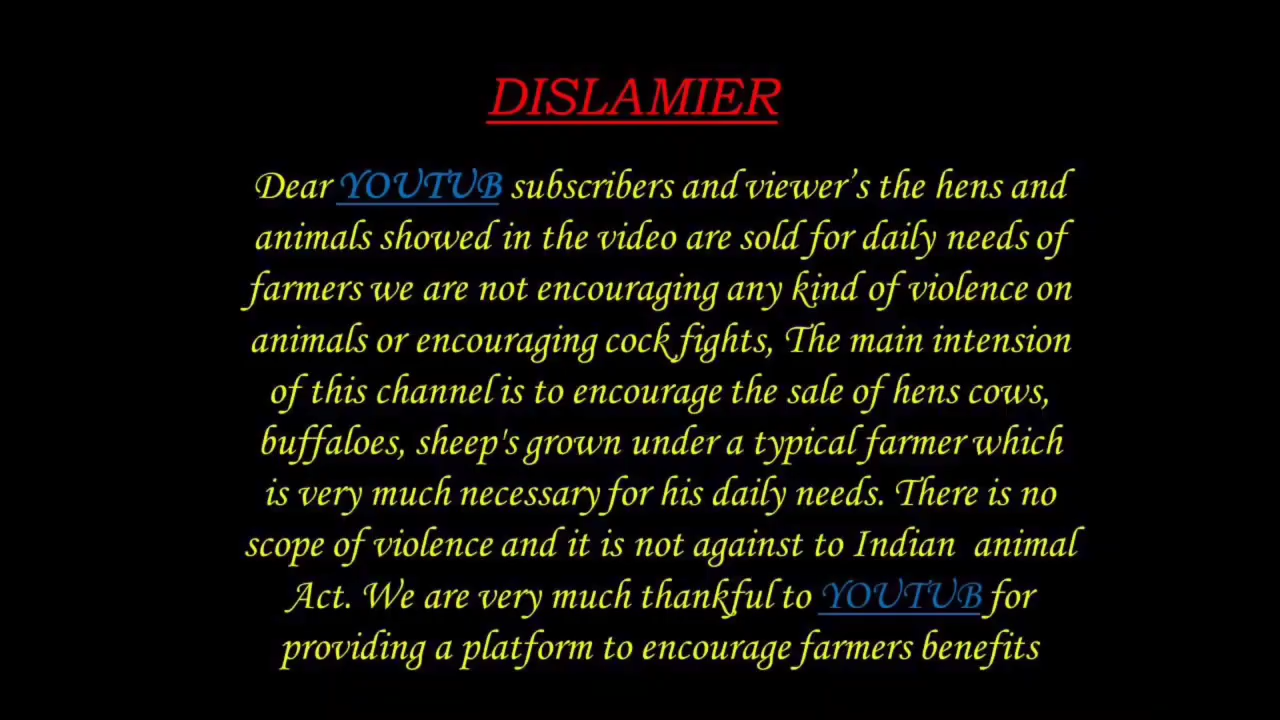 DISLAMIER
Dear YOUTUB subscribers and viewer’s the hens and
animals showed in the video are sold for daily needs of
farmers we are not encouraging any kind of violence on
animals or encouraging cock fights, The main intension
of this channel is to encourage the sale of hens cows,
buffaloes, sheep's grown under a typical farmer which
is very much necessary for his daily needs. There is no
scope of violence and it is not against to Indian  animal
Act. We are very much thankful to YOUTUB for
providing a platform to encourage farmers benefits